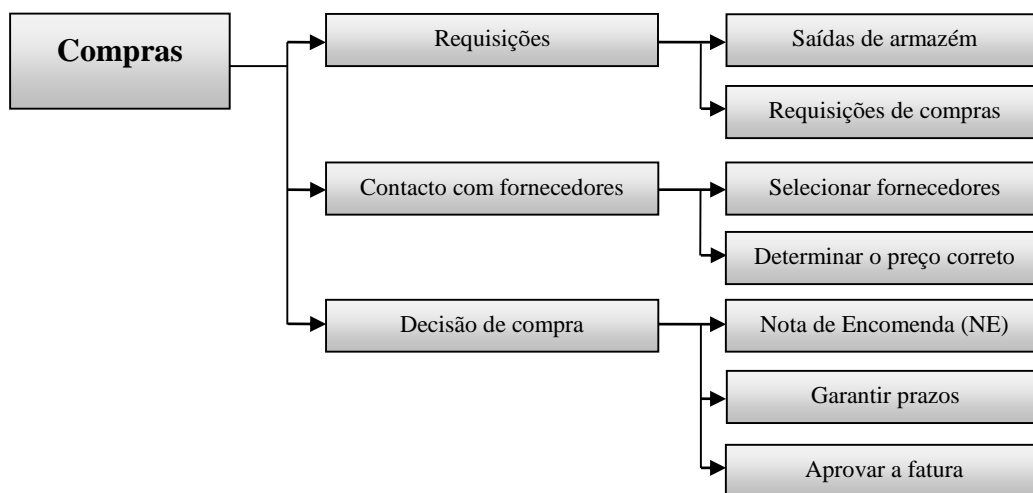 Compras
Requisições
Saídas de armazém
Requisições de compras
Contacto com fornecedores
Selecionar fornecedores
Determinar o preço correto
Decisão de compra
Nota de Encomenda (NE)
Garantir prazos
Aprovar a fatura